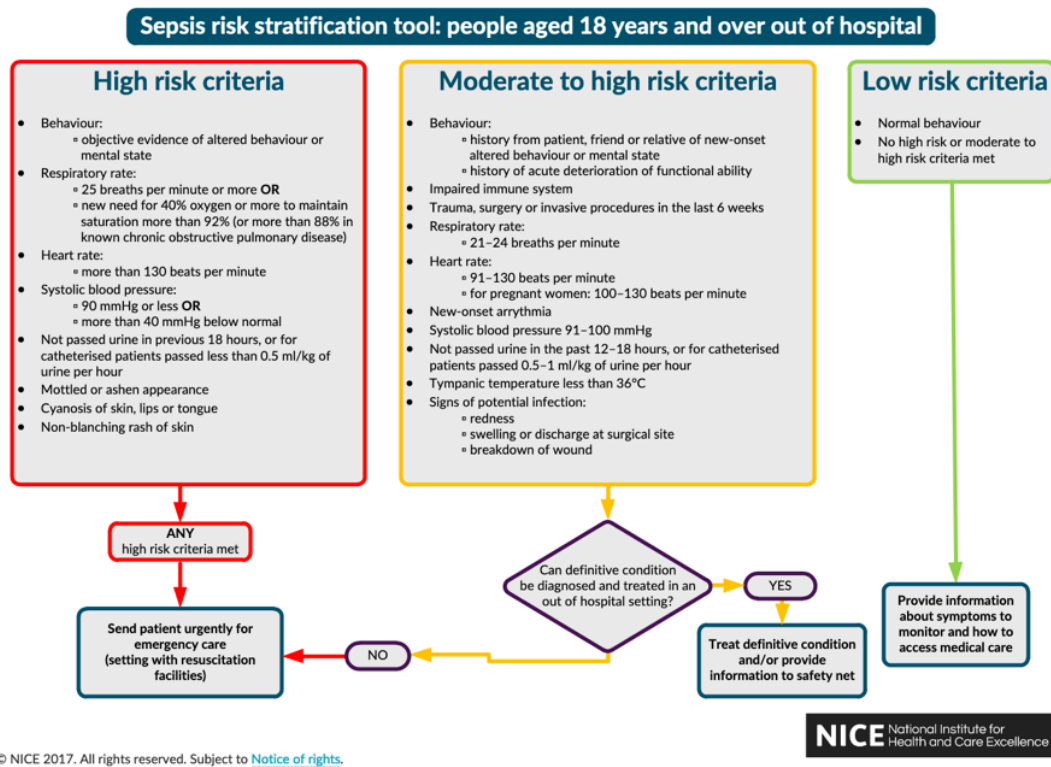 Sepsis risk stratification tool: people aged 18 years and over out of hospital
High risk criteria
• Behaviour:
▫ objective evidence of altered behaviour or
mental state
• Respiratory rate:
▫ 25 breaths per minute or more OR
▫ new need for 40% oxygen or more to maintain
saturation more than 92% (or more than 88% in
known chronic obstructive pulmonary disease)
• Heart rate:
▫ more than 130 beats per minute
• Systolic blood pressure:
▫ 90 mmHg or less OR
▫ more than 40 mmHg below normal
• Not passed urine in previous 18 hours, or for
catheterised patients passed less than 0.5 ml/kg of
urine per hour
• Mottled or ashen appearance
• Cyanosis of skin, lips or tongue
• Non-blanching rash of skin
Moderate to high risk criteria
• Behaviour:
▫ history from patient, friend or relative of new-onset
altered behaviour or mental state
▫ history of acute deterioration of functional ability
• Impaired immune system
• Trauma, surgery or invasive procedures in the last 6 weeks
• Respiratory rate:
▫ 21–24 breaths per minute
• Heart rate:
▫ 91–130 beats per minute
▫ for pregnant women: 100–130 beats per minute
• New-onset arrythmia
• Systolic blood pressure 91–100 mmHg
• Not passed urine in the past 12–18 hours, or for catheterised
patients passed 0.5–1 ml/kg of urine per hour
• Tympanic temperature less than 36°C
• Signs of potential infection:
▫ redness
▫ swelling or discharge at surgical site
▫ breakdown of wound
Low risk criteria
• Normal behaviour
• No high risk or moderate to
high risk criteria met
ANY
high risk criteria met
Can definitive condition
be diagnosed and treated in an
out of hospital setting?
YES
NO
Send patient urgently for
emergency care
(setting with resuscitation
facilities)
Treat definitive condition
and/or provide
information to safety net
Provide information
about symptoms to
monitor and how to
access medical care
NICE National Institute for
Health and Care Excellence
© NICE 2017. All rights reserved. Subject to Notice of rights.